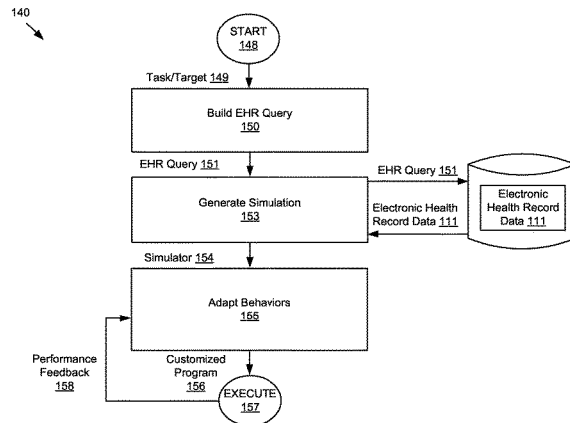 140
START
148
Task/Target 149
Build EHR Query
150
EHR Query 151
EHR Query 151
Generate Simulation
153
Electronic Health
Record Data 111
Electronic
Health Record
Data 111
Simulator 154
Adapt Behaviors
155
Performance
Feedback
158
Customized
Program
156
EXECUTE
157